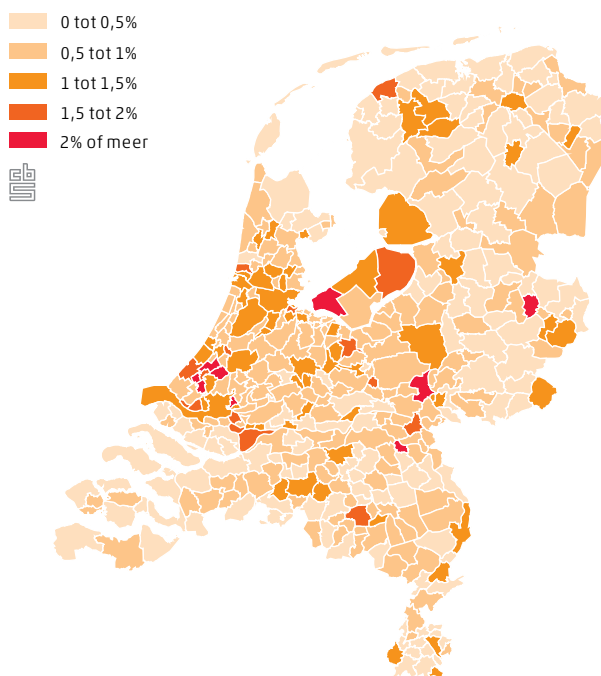 0 tot 0,5%
0,5 tot 1%
1 tot 1,5%
1,5 tot 2%
2% of meer
cbs